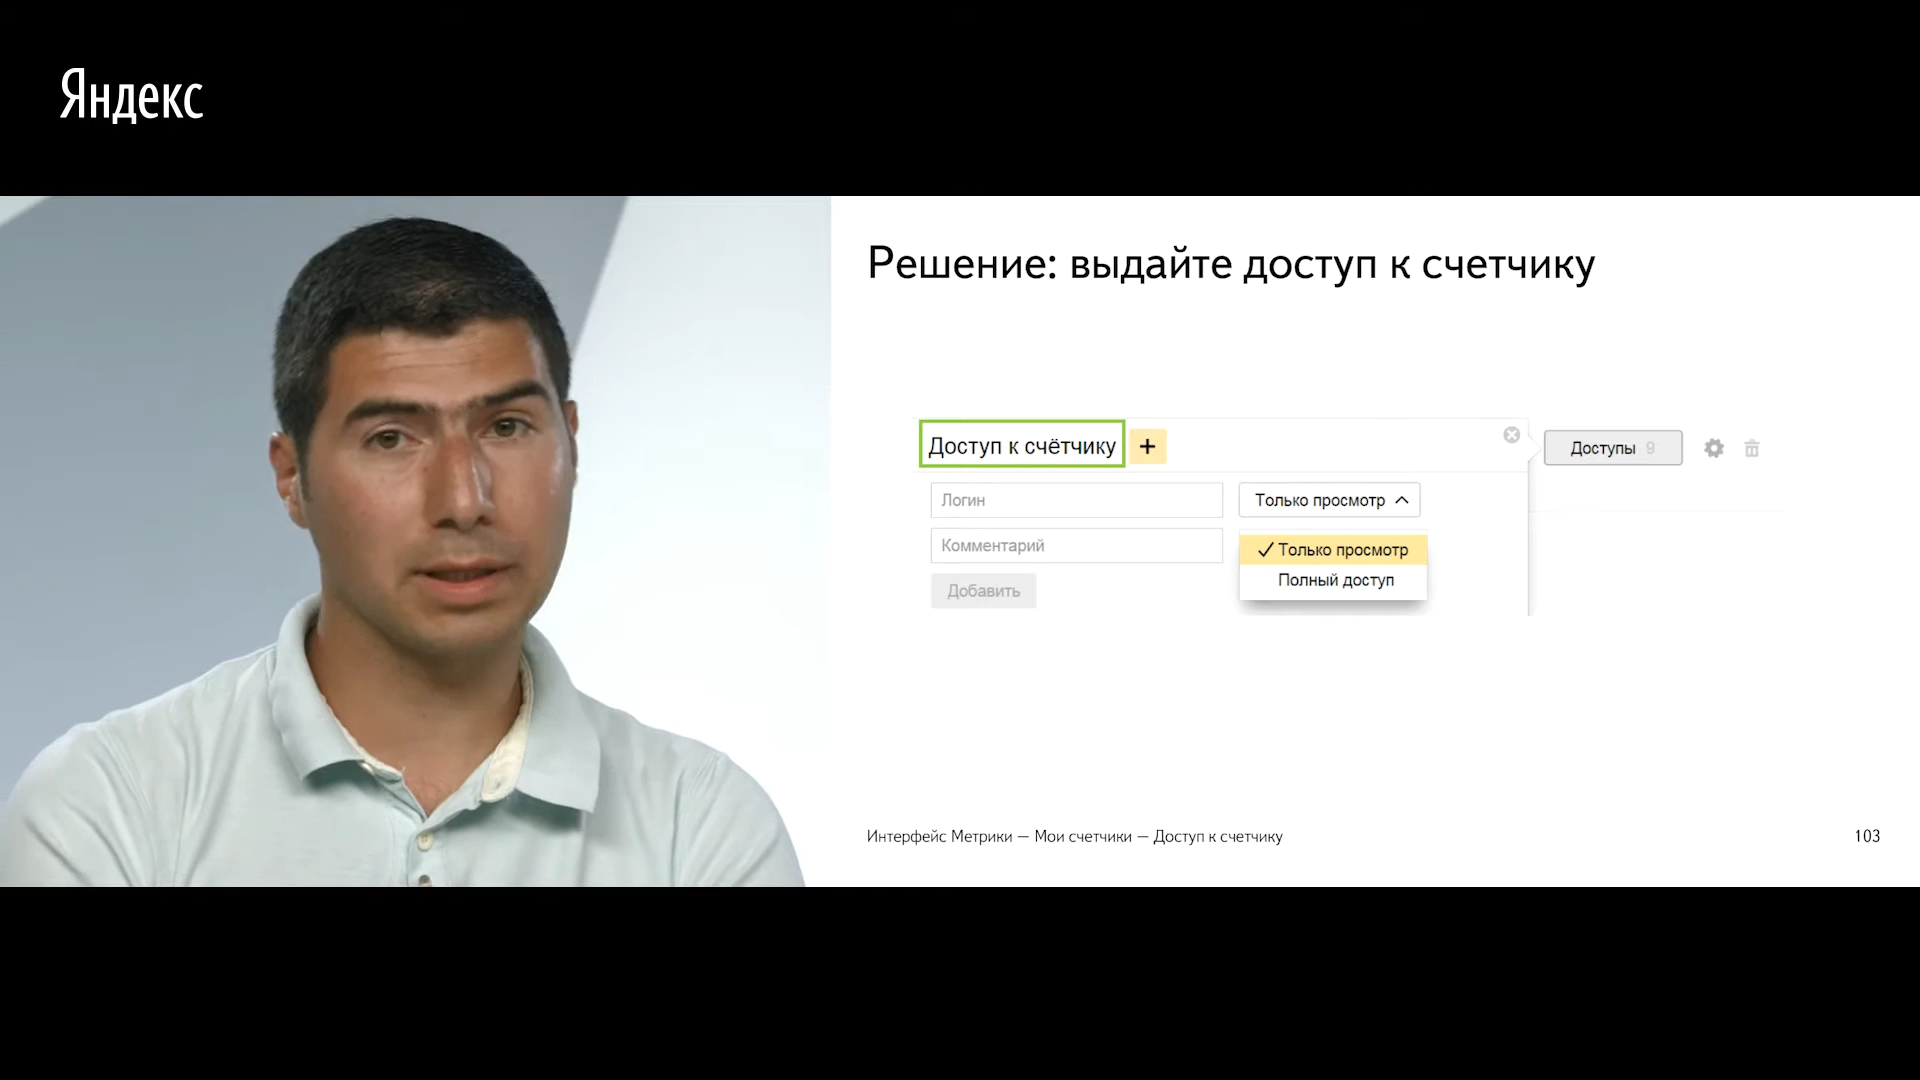 Яндекс
Решение: выдайте доступ к счетчику
Доступ к счётчику +
Доступы 9
Логин
Только просмотр
Комментарий
Только просмотр
Полный доступ
Добавить
Интерфейс Метрики — Мои счетчики — Доступ к счетчику
103